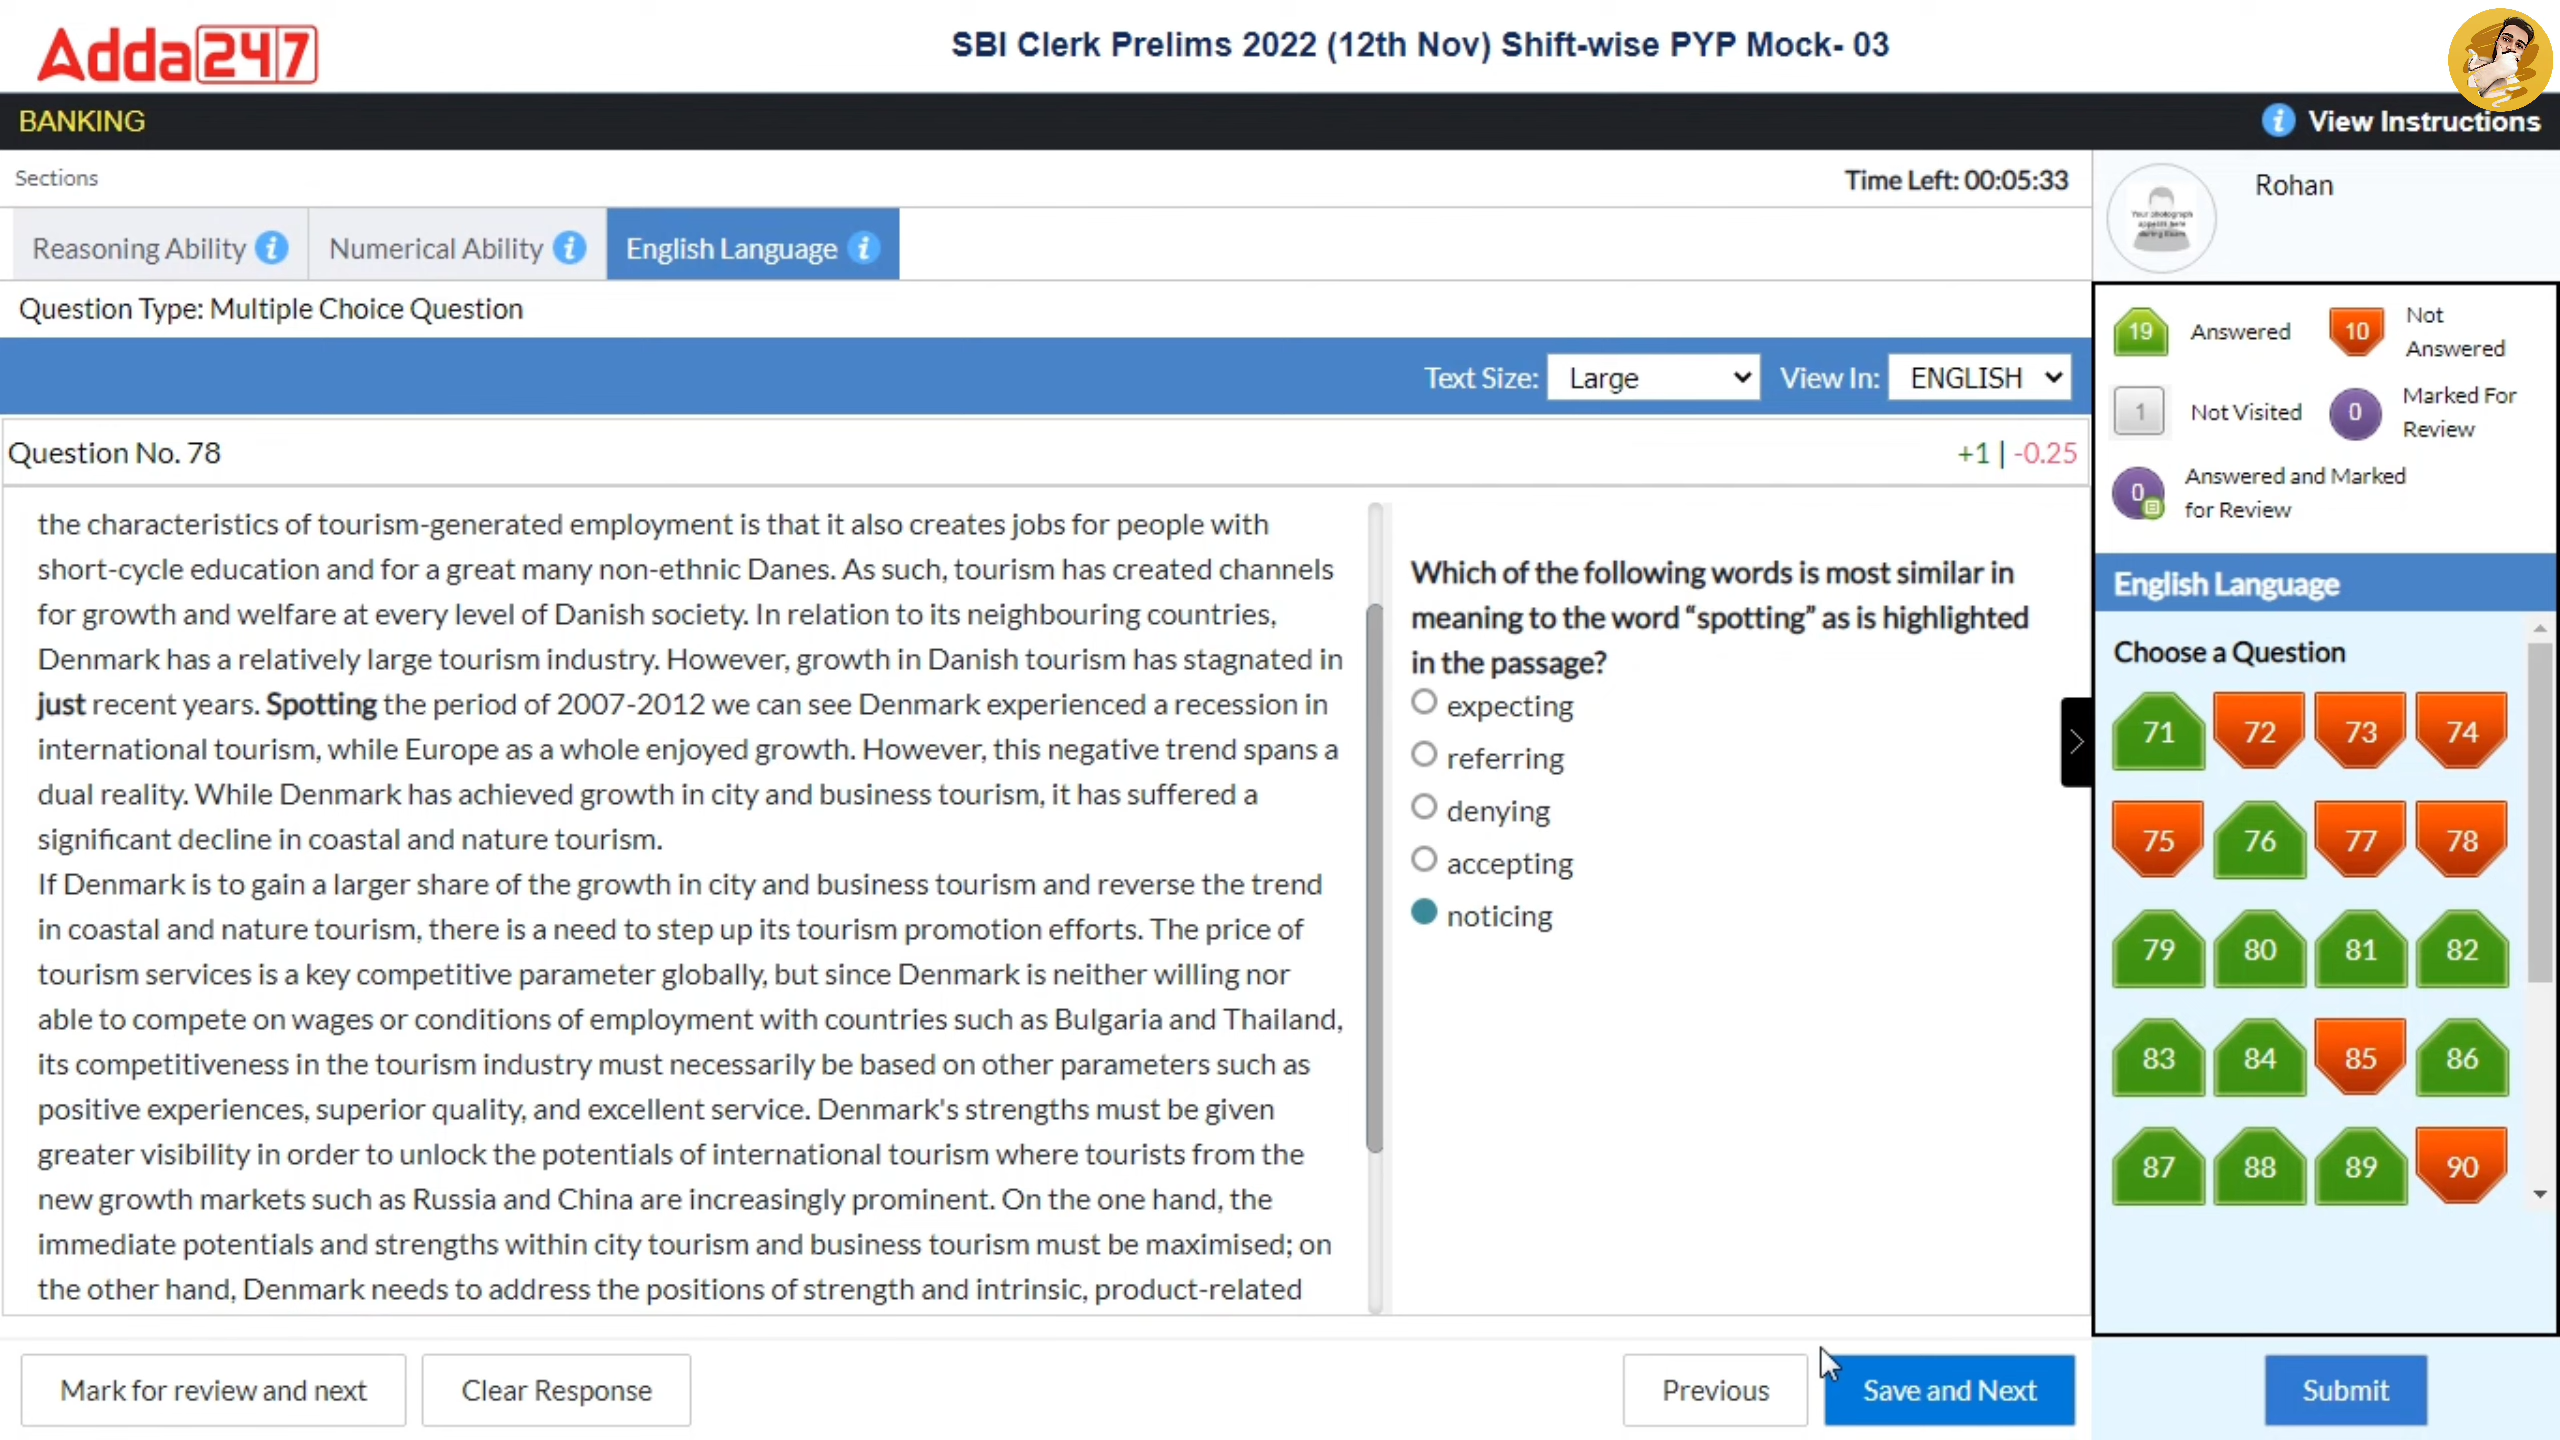 Adda247
SBI Clerk Prelims 2022 (12th Nov) Shift-wise PYP Mock- 03
BANKING
View Instructions
Sections
Time Left: 00:05:33
Rohan
Reasoning Ability
Numerical Ability
English Language
Question Type: Multiple Choice Question
Text Size: Large View In: ENGLISH
Question No. 78
+1 | -0.25
the characteristics of tourism-generated employment is that it also creates jobs for people with
short-cycle education and for a great many non-ethnic Danes. As such, tourism has created channels
for growth and welfare at every level of Danish society. In relation to its neighbouring countries,
Denmark has a relatively large tourism industry. However, growth in Danish tourism has stagnated in
just recent years. Spotting the period of 2007-2012 we can see Denmark experienced a recession in
international tourism, while Europe as a whole enjoyed growth. However, this negative trend spans a
dual reality. While Denmark has achieved growth in city and business tourism, it has suffered a
significant decline in coastal and nature tourism.
If Denmark is to gain a larger share of the growth in city and business tourism and reverse the trend
in coastal and nature tourism, there is a need to step up its tourism promotion efforts. The price of
tourism services is a key competitive parameter globally, but since Denmark is neither willing nor
able to compete on wages or conditions of employment with countries such as Bulgaria and Thailand,
its competitiveness in the tourism industry must necessarily be based on other parameters such as
positive experiences, superior quality, and excellent service. Denmark's strengths must be given
greater visibility in order to unlock the potentials of international tourism where tourists from the
new growth markets such as Russia and China are increasingly prominent. On the one hand, the
immediate potentials and strengths within city tourism and business tourism must be maximised; on
the other hand, Denmark needs to address the positions of strength and intrinsic, product-related
Which of the following words is most similar in
meaning to the word “spotting” as is highlighted
in the passage?
expecting
referring
denying
accepting
noticing
19 Answered
10 Not Answered
1 Not Visited
0 Marked For Review
0 Answered and Marked for Review
English Language
Choose a Question
71 72 73 74
75 76 77 78
79 80 81 82
83 84 85 86
87 88 89 90
Mark for review and next
Clear Response
Previous
Save and Next
Submit